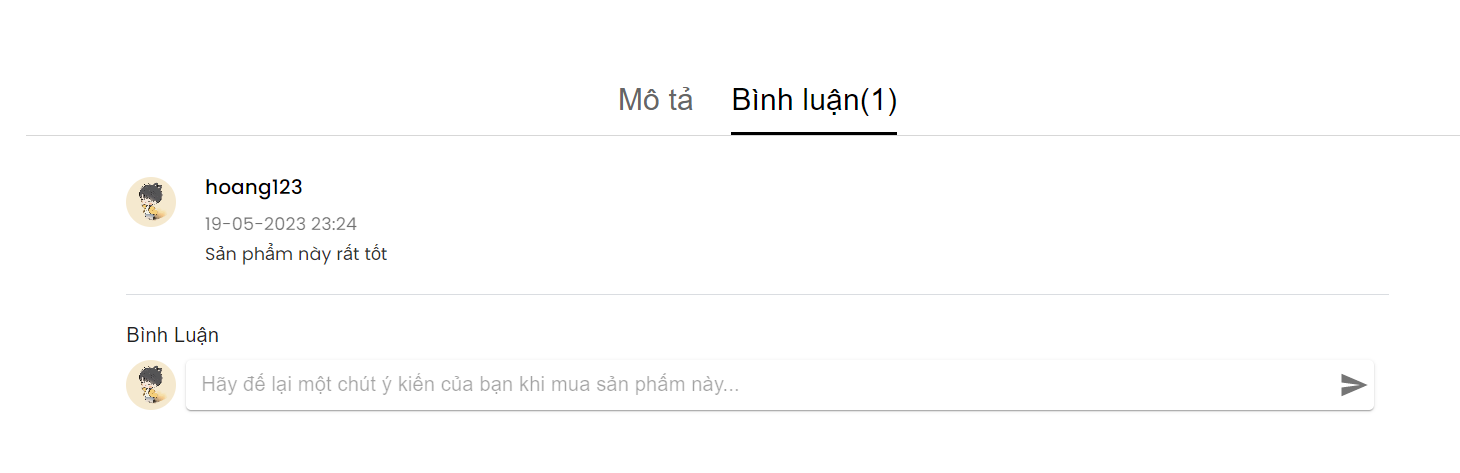 Mô tả Bình luận(1)
hoang123
19-05-2023 23:24
Sản phẩm này rất tốt
Bình Luận
Hãy để lại một chút ý kiến của bạn khi mua sản phẩm này...